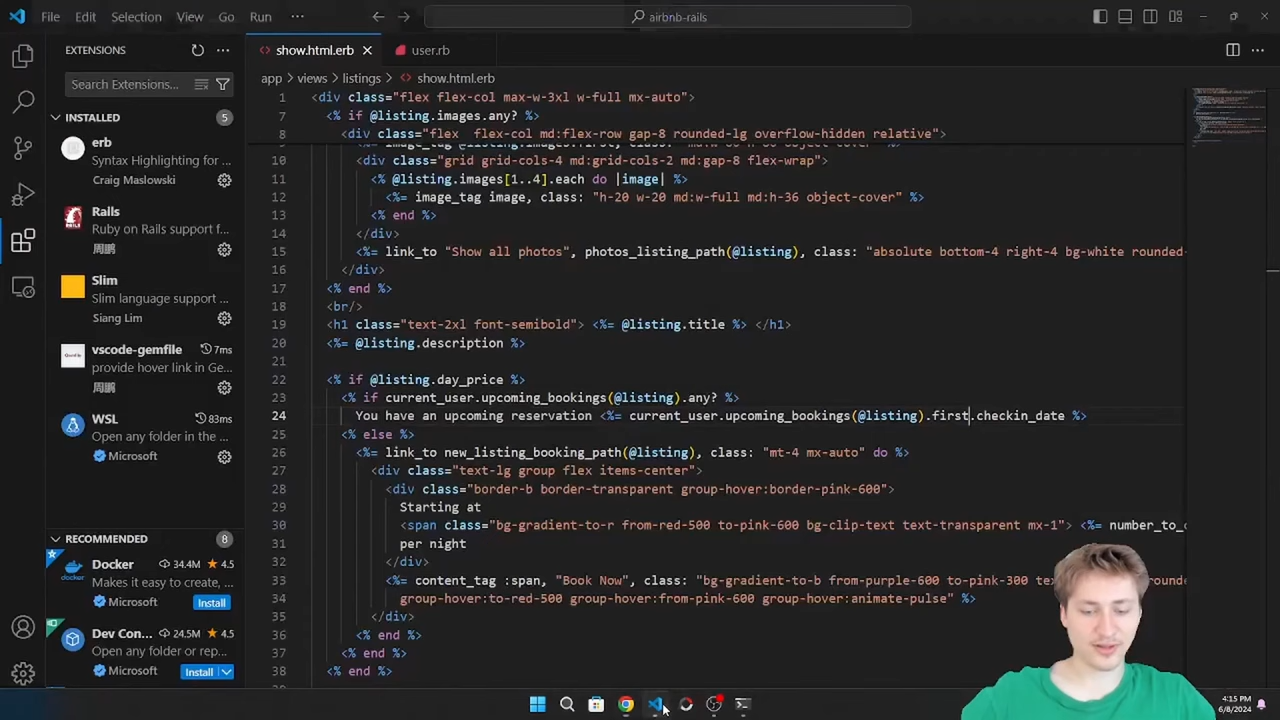 File Edit Selection View Go Run ··· airbnb-rails
EXTENSIONS
show.html.erb
user.rb
Search Extensions...
app > views > listings > show.html.erb
INSTALLED 5
erb
Syntax Highlighting for
Craig Maslowski
Rails
Ruby on Rails support f...
周鹏
Slim
Slim language support ...
Siang Lim
vscode-gemfile 7ms
provide hover link in Ge...
周鹏
WSL 83ms
Open any folder in the ...
Microsoft
RECOMMENDED 8
Docker 34.4M 4.5
Makes it easy to create, ...
Microsoft Install
Dev Con... 24.5M 4.5
Open any folder or rep...
Microsoft Install
1 <div class="flex flex-col max-w-3xl w-full mx-auto">
7 <% if @listing.images.any? %>
8 <div class="flex flex-col m:flex-row gap-8 rounded-lg overflow-hidden relative"
10 <div class="grid grid-cols-4 md:grid-cols-2 md:gap-8 flex-wrap">
11 <% @listing.images[1..4].each do |image| %>
12 <%= image_tag image, class: "h-20 w-20 md:w-full md:h-36 object-cover" %>
13 <% end %>
14 </div>
15 <%= link_to "Show all photos", photos_listing_path(@listing), class: "absolute bottom-4 right-4 bg-white rounded-
16 </div>
17 <% end %>
18 <br/>
19 <h1 class="text-2xl font-semibold"> <%= @listing.title %> </h1>
20 <%= @listing.description %>
21
22 <% if @listing.day_price %>
23 <% if current_user.upcoming_bookings(@listing).any? %>
24 You have an upcoming reservation <%= current_user.upcoming_bookings(@listing).first.checkin_date %>
25 <% else %>
26 <%= link_to new_listing_booking_path(@listing), class: "mt-4 mx-auto" do %>
27 <div class="text-lg group flex items-center">
28 <div class="border-b border-transparent group-hover:border-pink-600">
29 Starting at
30 <span class="bg-gradient-to-r from-red-500 to-pink-600 bg-clip-text text-transparent mx-1"> <%= number_to_c
31 per night
32 </div>
33 <%= content_tag :span, "Book Now", class: "bg-gradient-to-b from-purple-600 to-pink-300
34 group-hover:to-red-500 group-hover:from-pink-600 group-hover:animate-pulse" %>
35 </div>
36 <% end %>
37 <% end %>
38 <% end %>
4:15 PM
6/8/2024